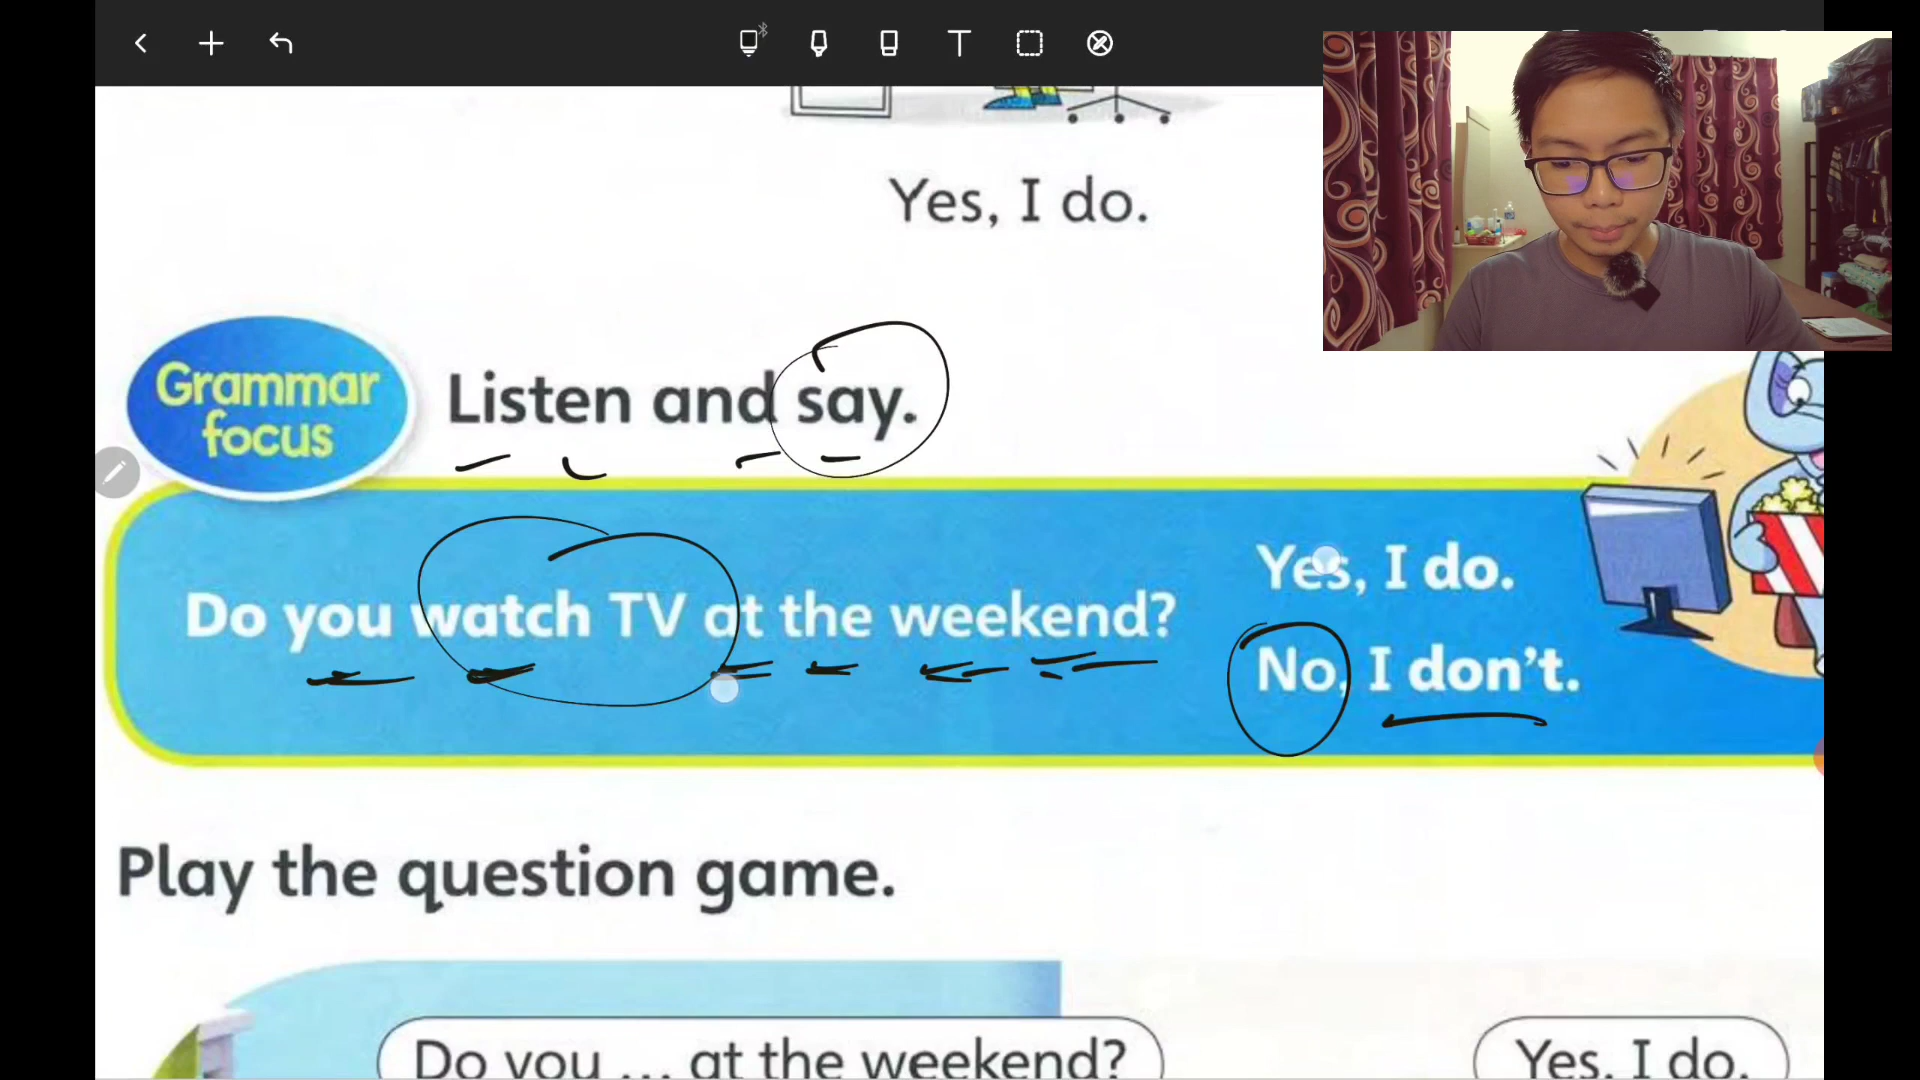 Yes, I do.
Grammar
focus
Listen and say.
Do you watch TV at the weekend?
Yes, I do.
No, I don't.
Play the question game.
Do you ... at the weekend?
Yes, I do.